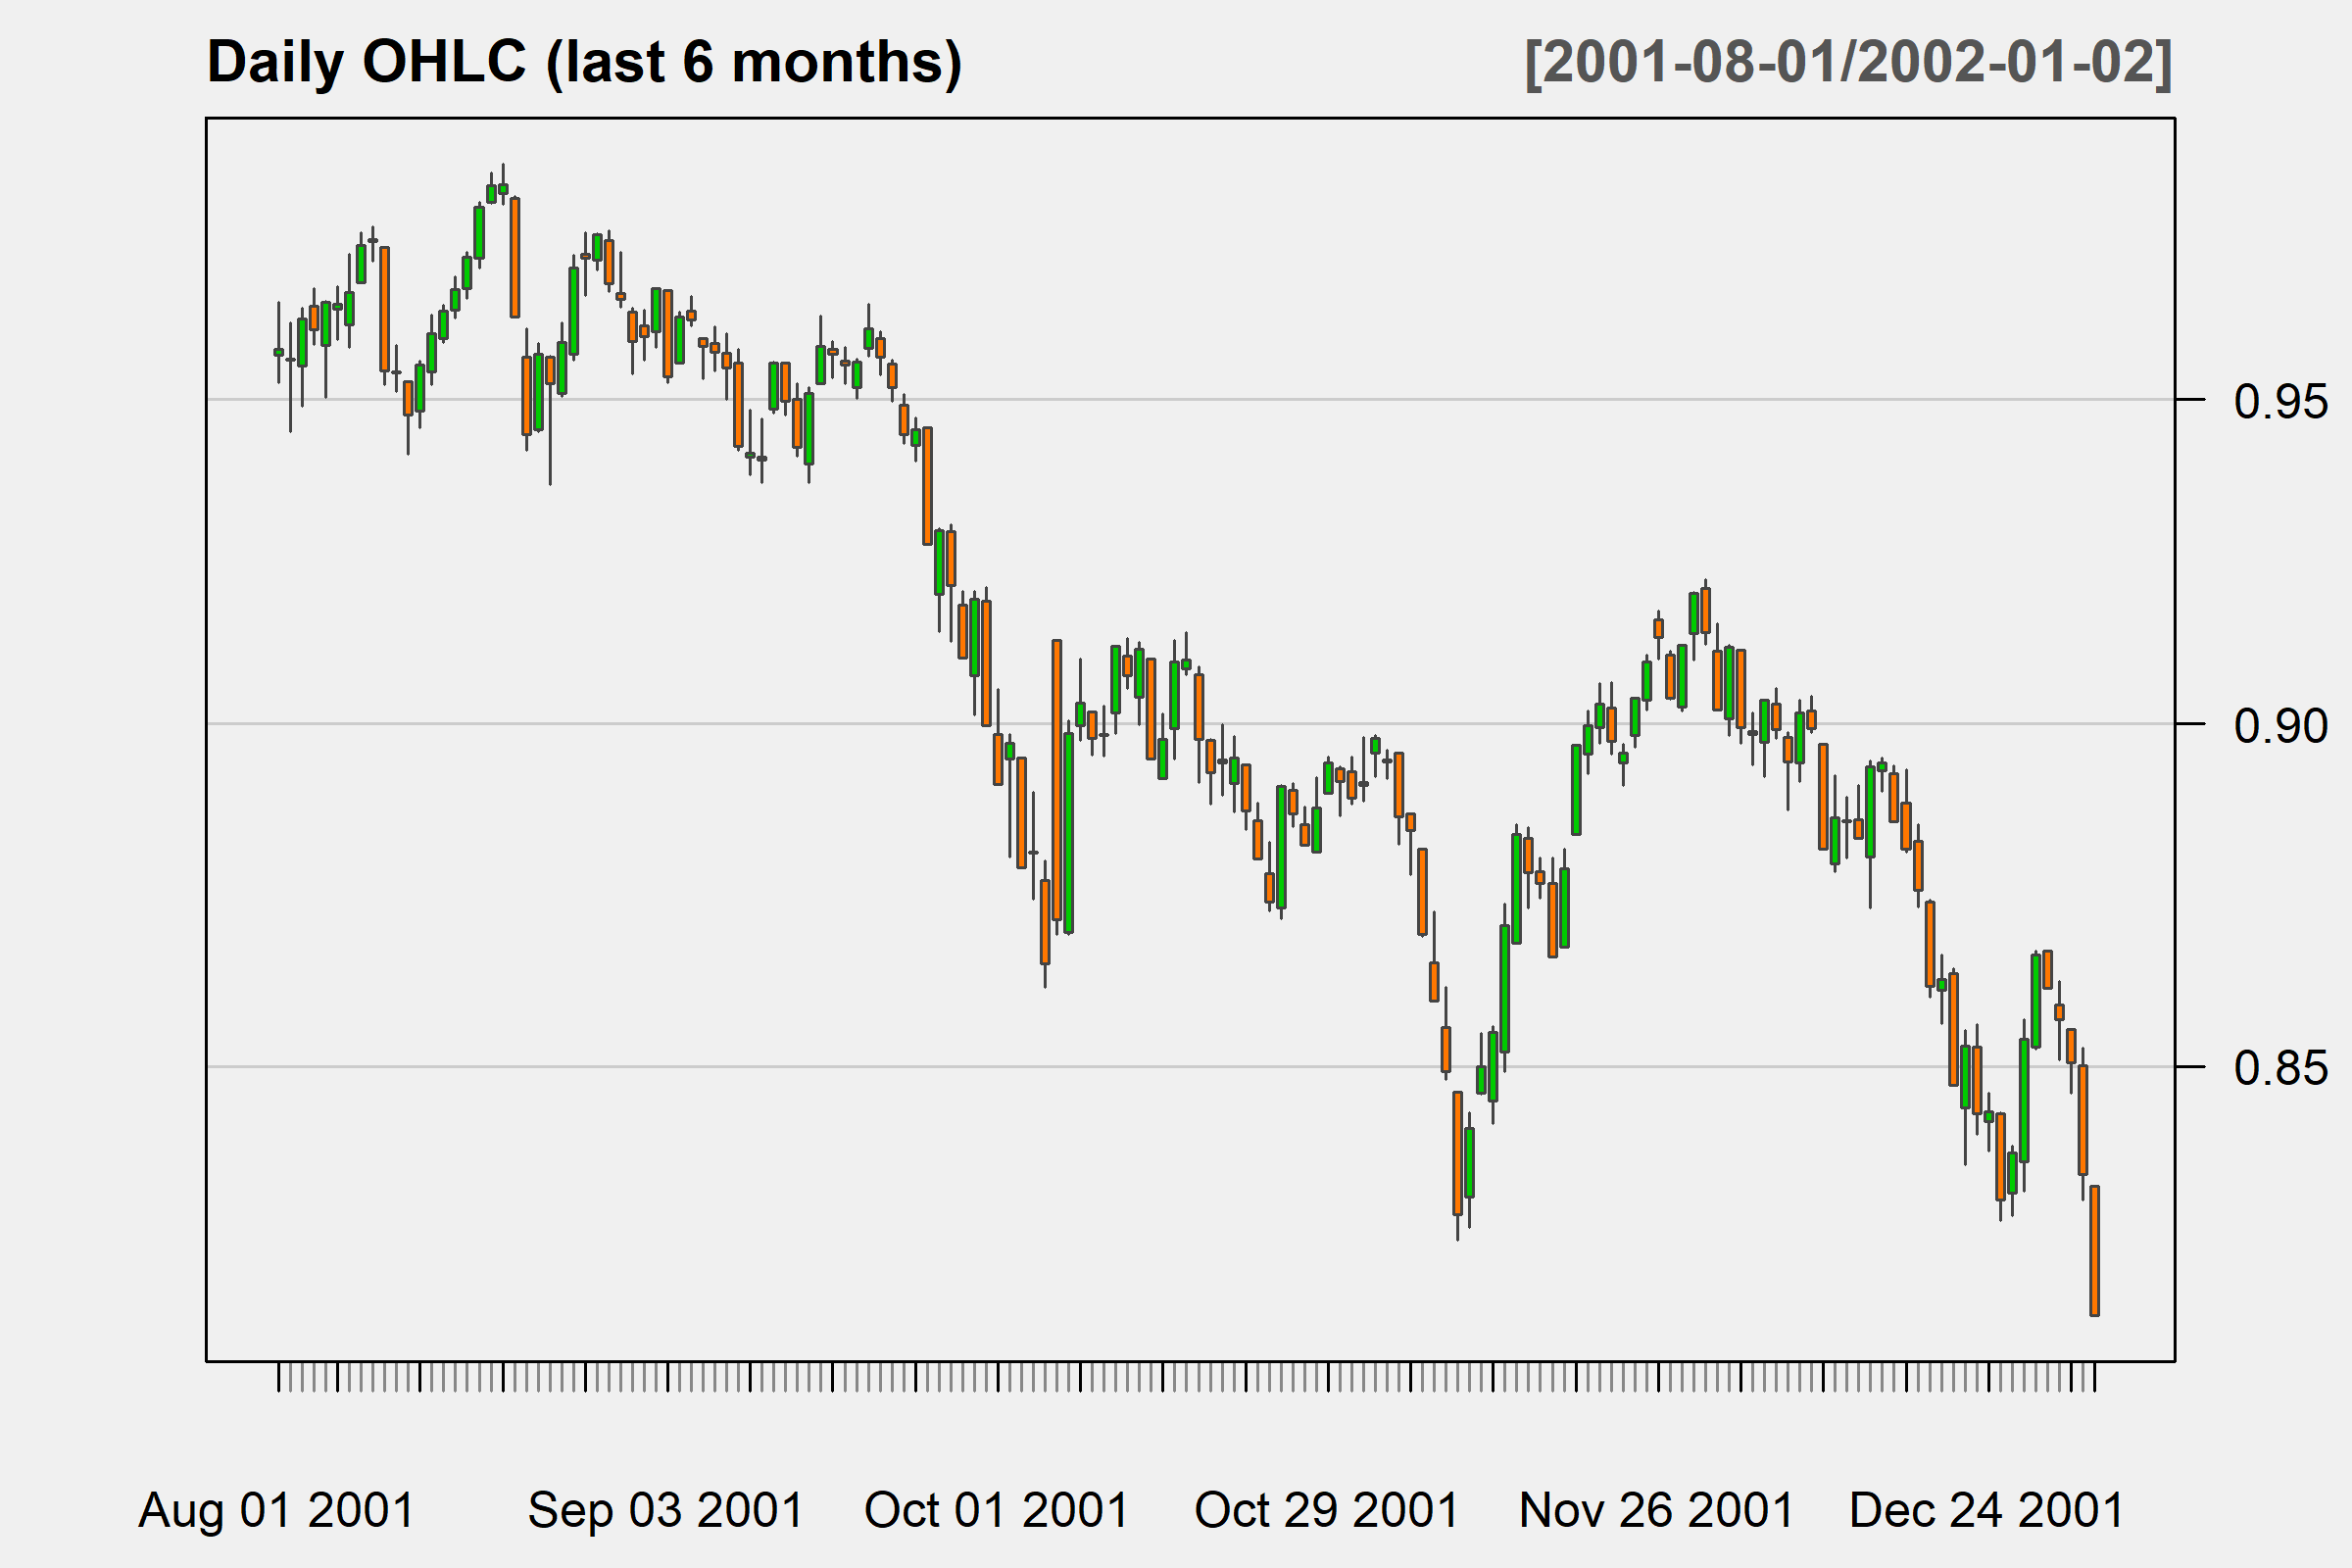 Daily OHLC (last 6 months) [2001-08-01/2002-01-02]
0.95
0.90
0.85
Aug 01 2001 Sep 03 2001 Oct 01 2001 Oct 29 2001 Nov 26 2001 Dec 24 2001